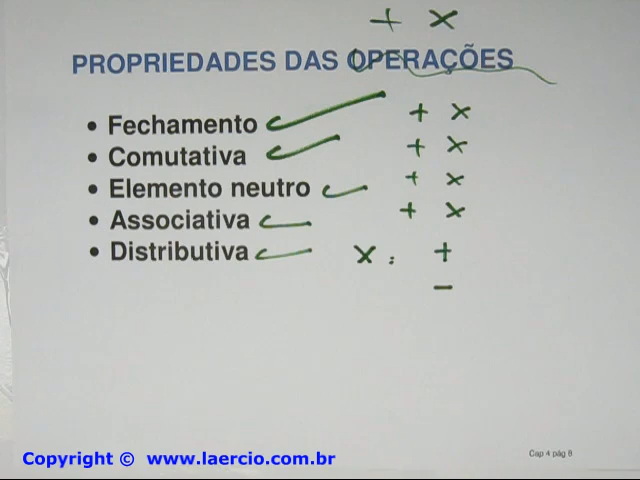 + ×
PROPRIEDADES DAS OPERAÇÕES
• Fechamento + ×
• Comutativa + ×
• Elemento neutro + ×
• Associativa + ×
• Distributiva × : +
−
Cap 4 pág 8
Copyright © www.laercio.com.br